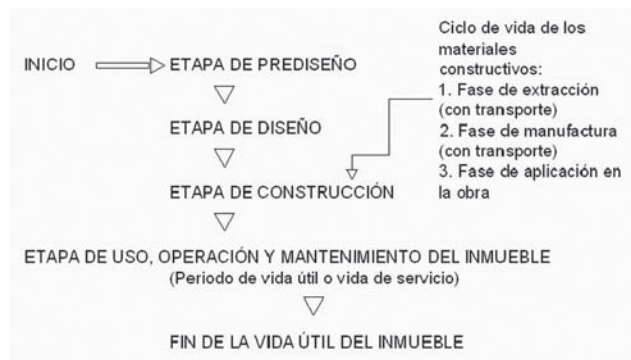 INICIO
ETAPA DE PREDISEÑO
ETAPA DE DISEÑO
ETAPA DE CONSTRUCCIÓN
ETAPA DE USO, OPERACIÓN Y MANTENIMIENTO DEL INMUEBLE
(Periodo de vida útil o vida de servicio)
FIN DE LA VIDA ÚTIL DEL INMUEBLE
Ciclo de vida de los
materiales
constructivos:
1. Fase de extracción
(con transporte)
2. Fase de manufactura
(con transporte)
3. Fase de aplicación en
la obra